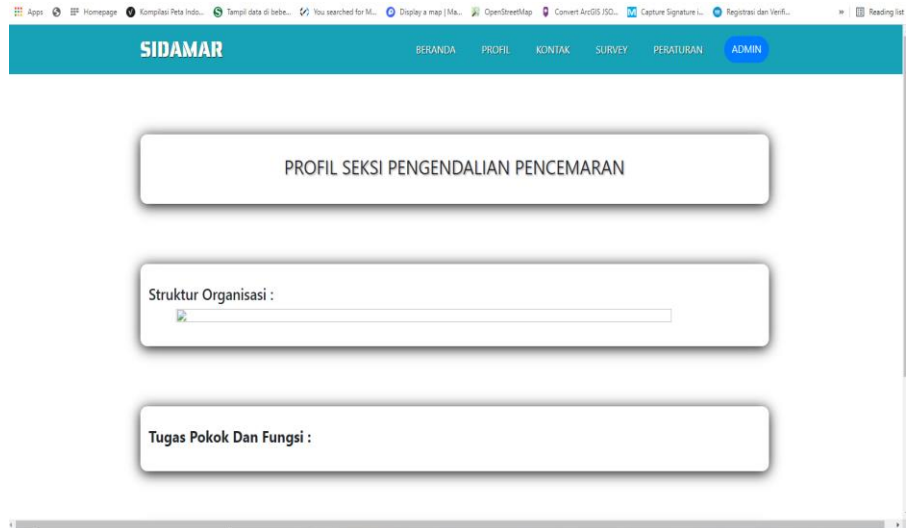 Apps Homepage Kompilasi Peta Indo... Tampil data di bebe... You searched for M... Display a map | Ma... OpenStreetMap Convert ArcGIS JSO... Capture Signature i... Registrasi dan Verifi... » Reading list
SIDAMAR BERANDA PROFIL KONTAK SURVEY PERATURAN ADMIN
PROFIL SEKSI PENGENDALIAN PENCEMARAN
Struktur Organisasi :
Tugas Pokok Dan Fungsi :